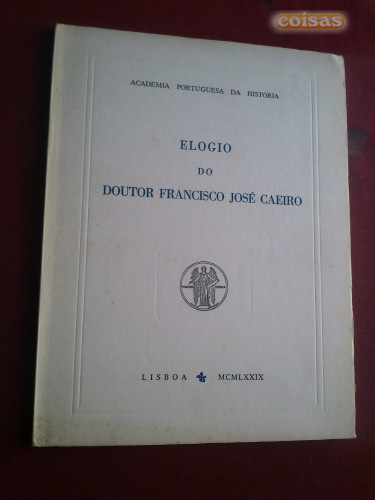 coisas
ACADEMIA PORTUGUESA DA HISTORIA
ELOGIO
DO
DOUTOR FRANCISCO JOSÉ CAEIRO
LISBOA MCMLXXIX